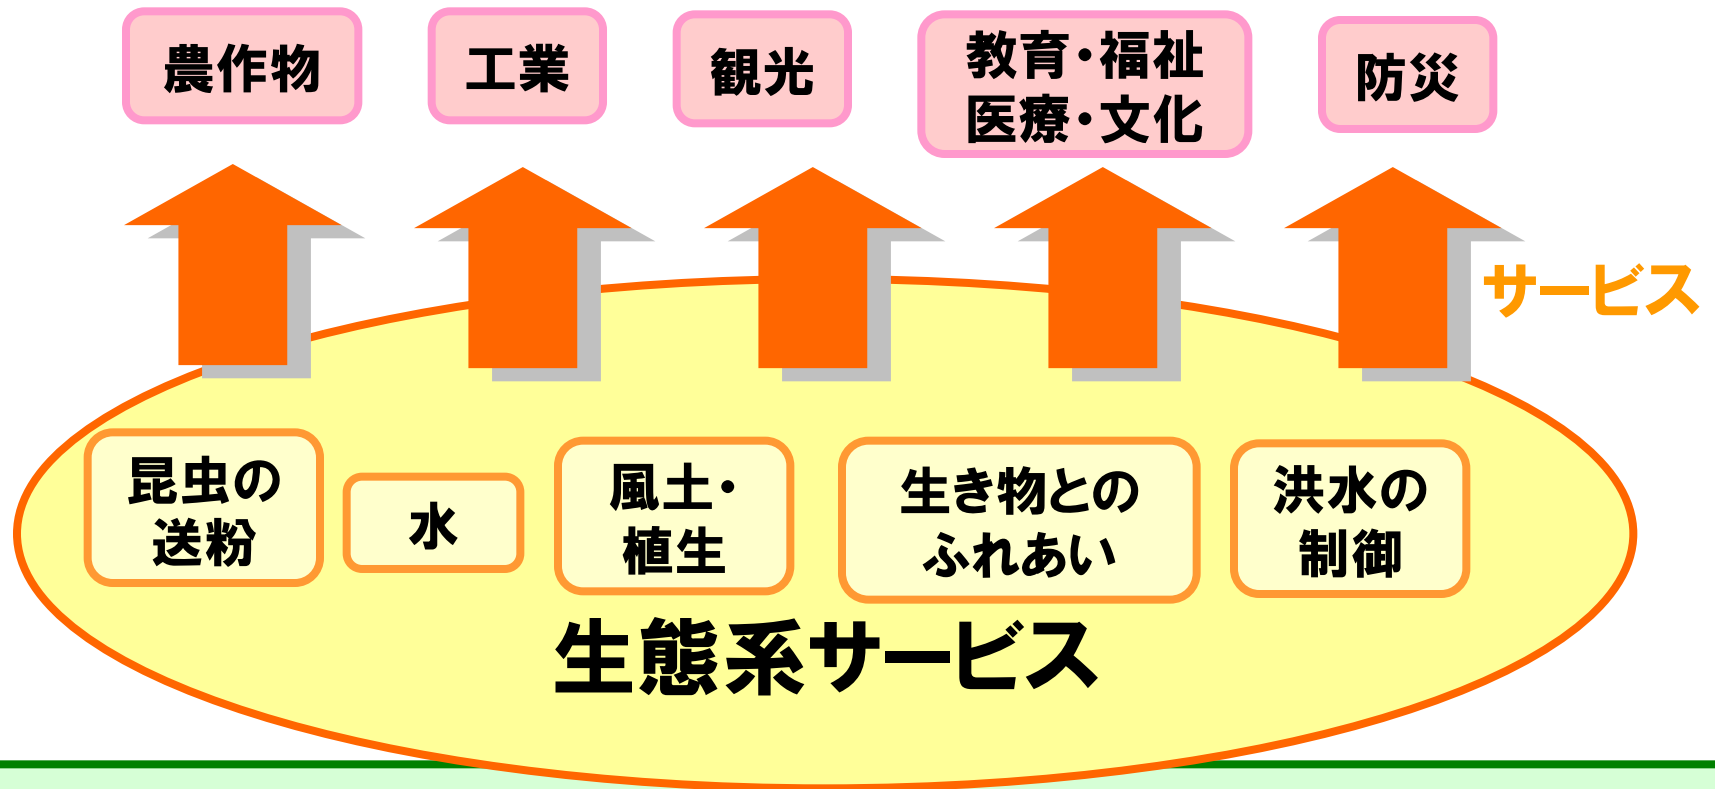 農作物
工業
観光
教育・福祉
医療・文化
防災
サービス
昆虫の
送粉
水
風土・
植生
生き物との
ふれあい
洪水の
制御
生態系サービス